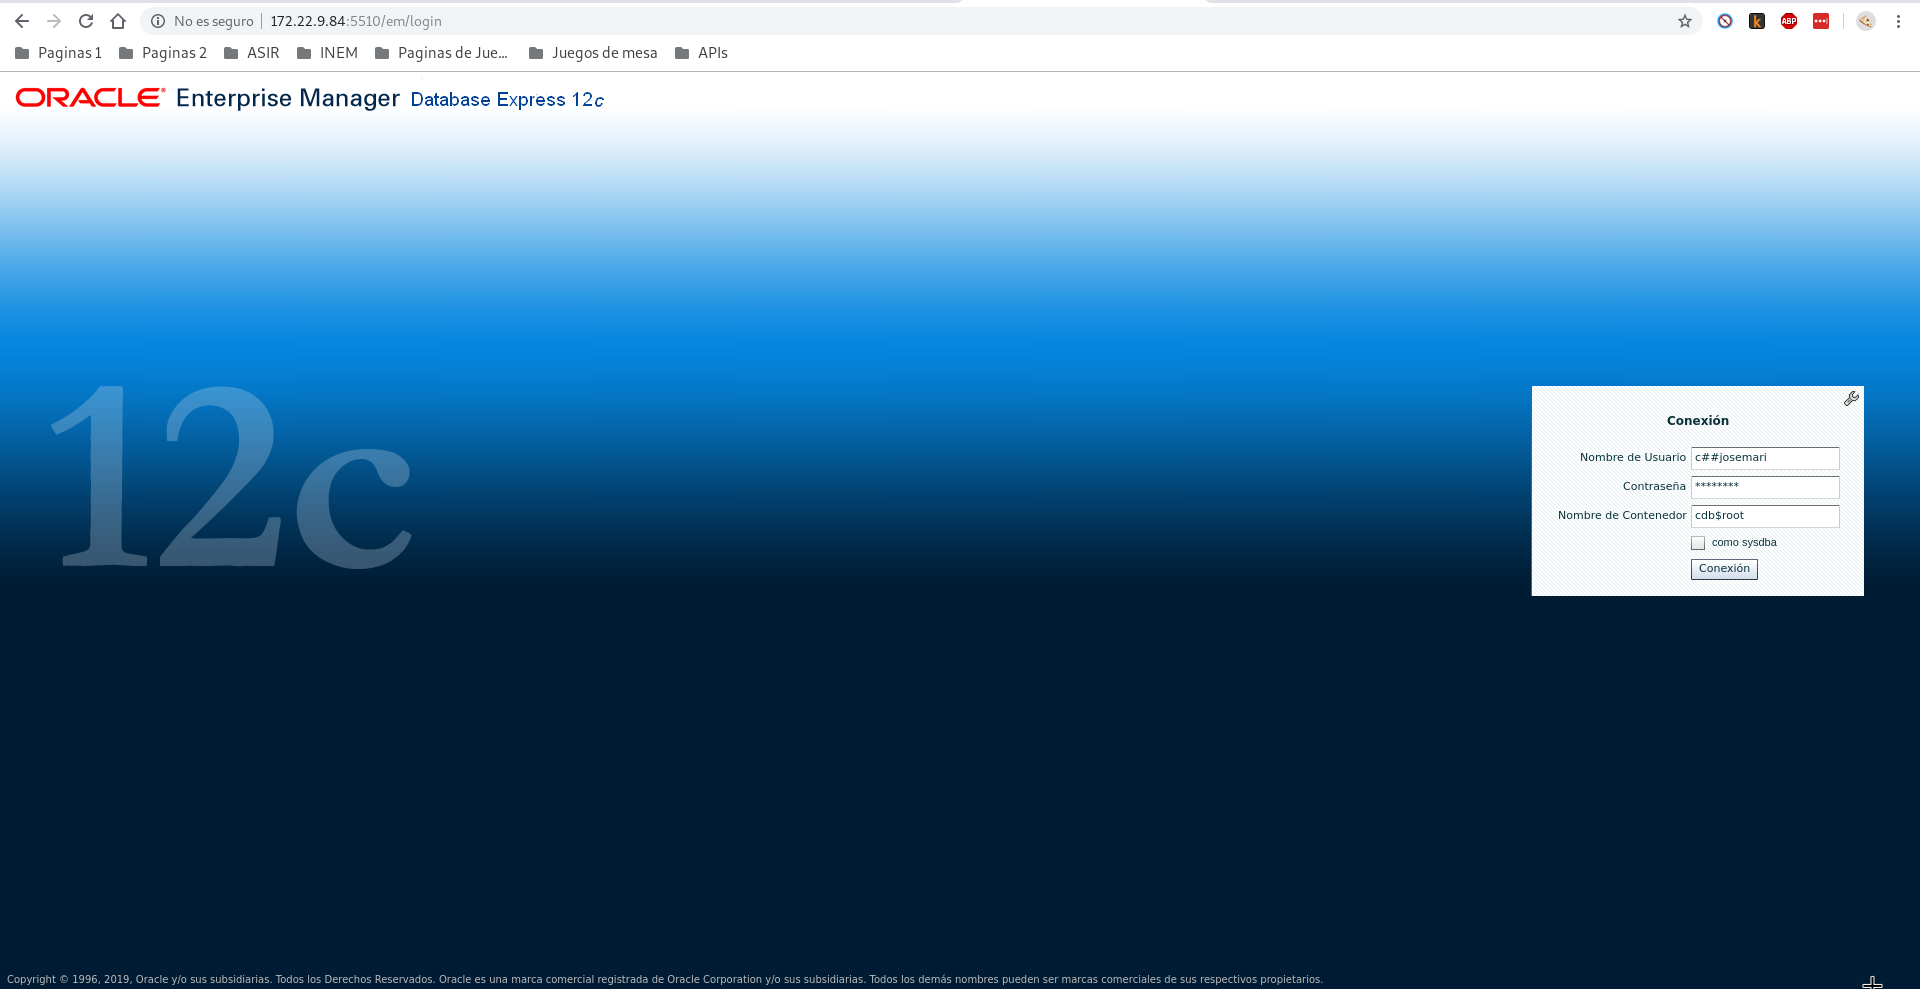 No es seguro 172.22.9.84:5510/em/login
Paginas 1 Paginas 2 ASIR INEM Paginas de Jue... Juegos de mesa APIs
ORACLE® Enterprise Manager Database Express 12c
12c
Conexión
Nombre de Usuario c##josemari
Contraseña ********
Nombre de Contenedor cdb$root
como sysdba
Conexión
Copyright © 1996, 2019, Oracle y/o sus subsidiarias. Todos los Derechos Reservados. Oracle es una marca comercial registrada de Oracle Corporation y/o sus subsidiarias. Todos los demás nombres pueden ser marcas comerciales de sus respectivos propietarios.